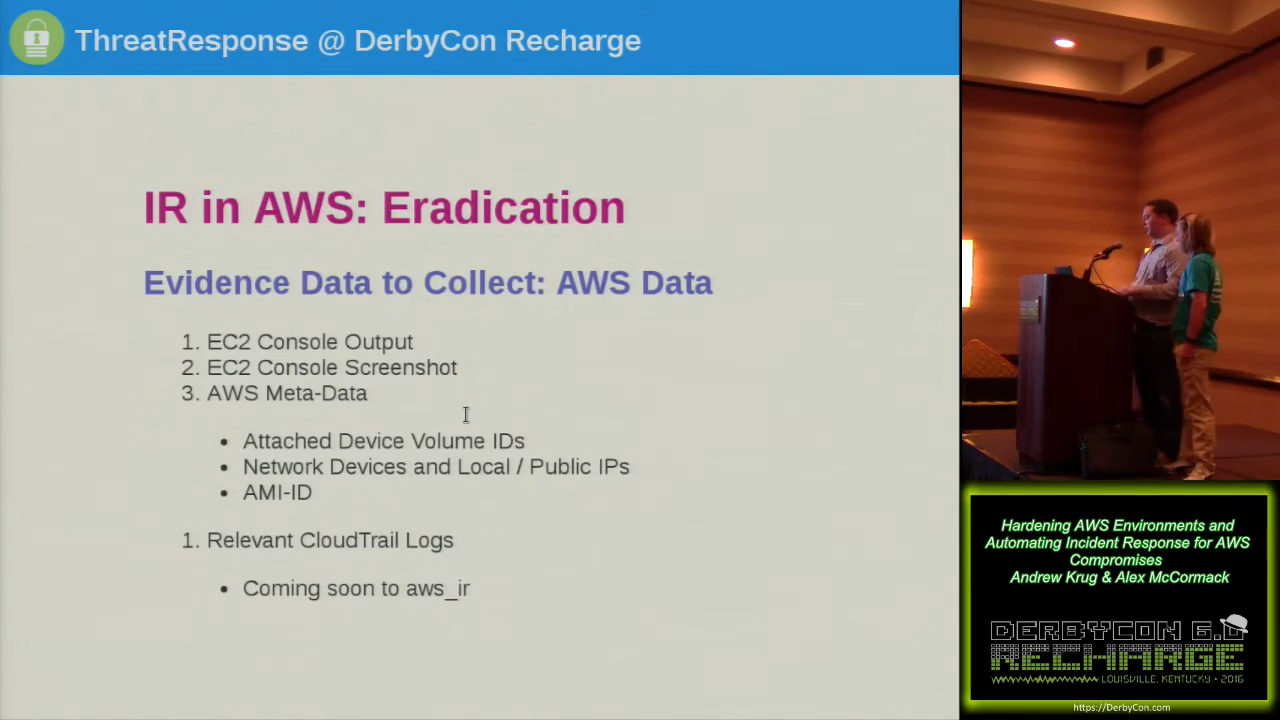 ThreatResponse @ DerbyCon Recharge
IR in AWS: Eradication
Evidence Data to Collect: AWS Data
1. EC2 Console Output
2. EC2 Console Screenshot
3. AWS Meta-Data
• Attached Device Volume IDs
• Network Devices and Local / Public IPs
• AMI-ID
1. Relevant CloudTrail Logs
• Coming soon to aws_ir
Hardening AWS Environments and
Automating Incident Response for AWS
Compromises
Andrew Krug & Alex McCormack
DERBYCON 6.0
RECHARGE
LOUISVILLE, KENTUCKY • 2016
https://DerbyCon.com